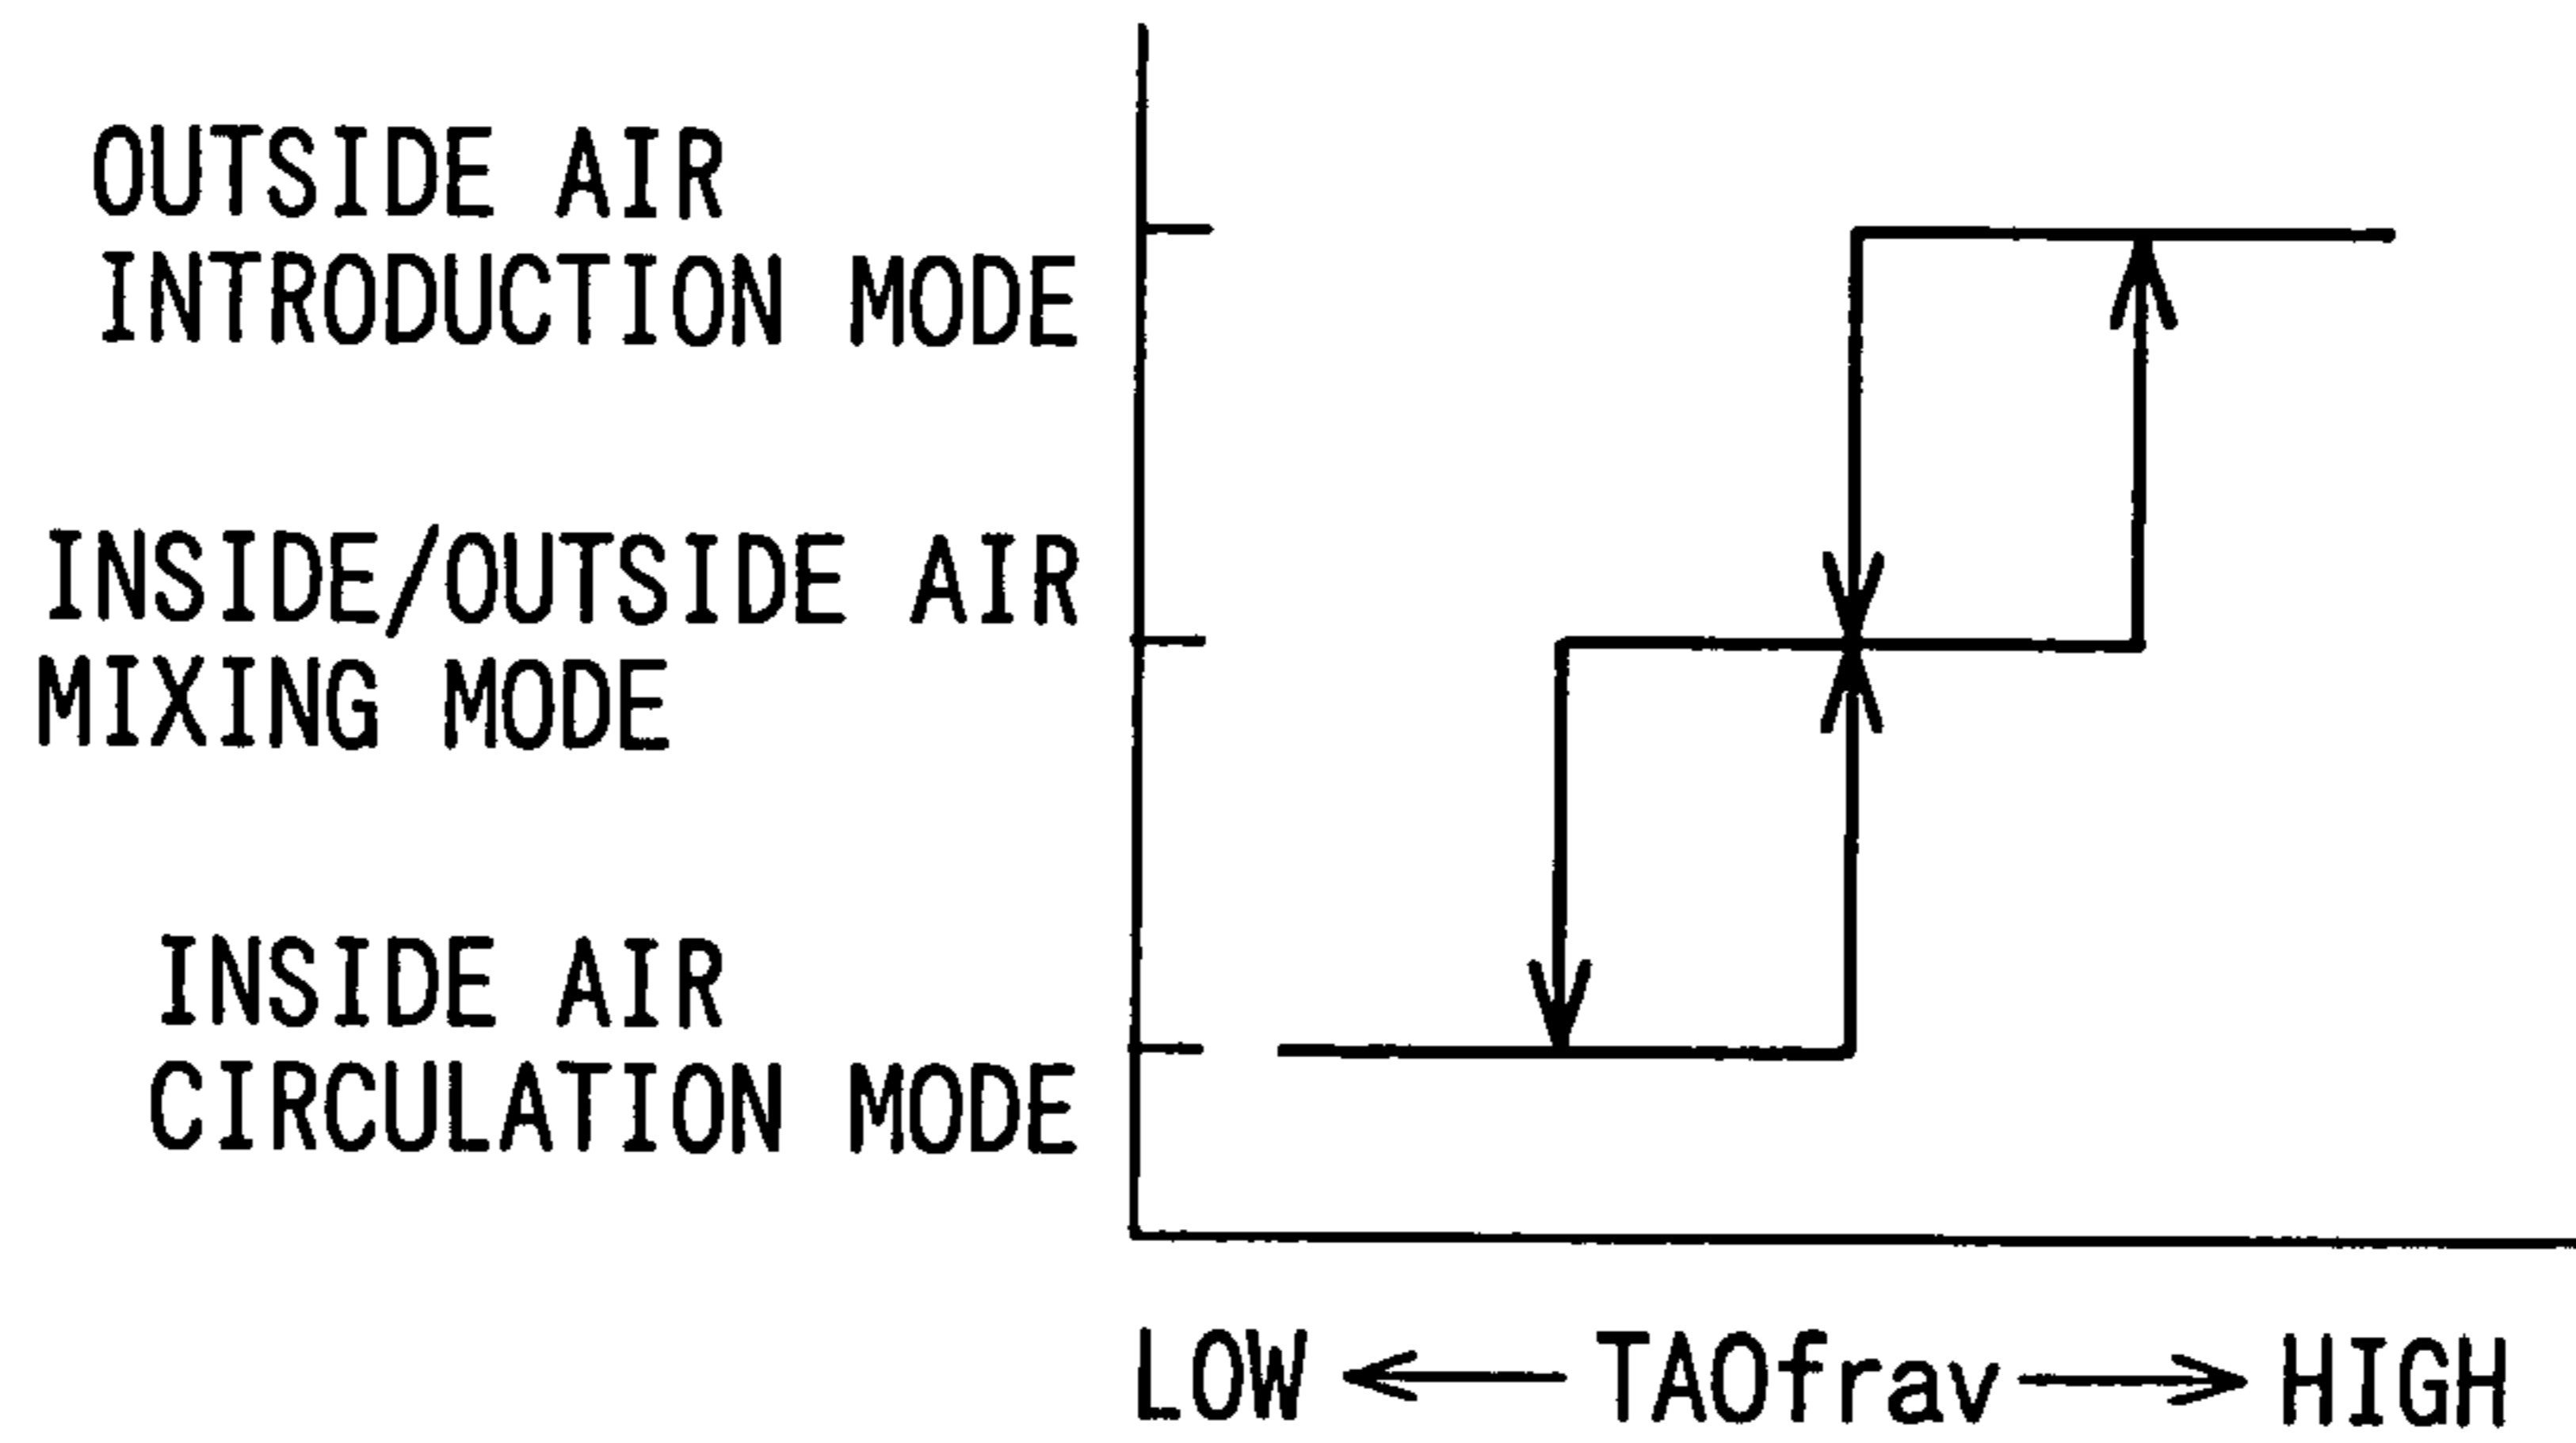 OUTSIDE AIR
INTRODUCTION MODE
INSIDE/OUTSIDE AIR
MIXING MODE
INSIDE AIR
CIRCULATION MODE
LOW ← TAOfrav → HIGH